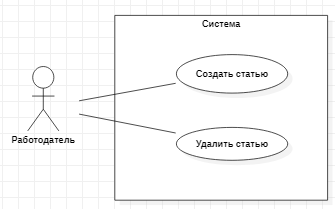 Система
Создать статью
Работодатель
Удалить статью